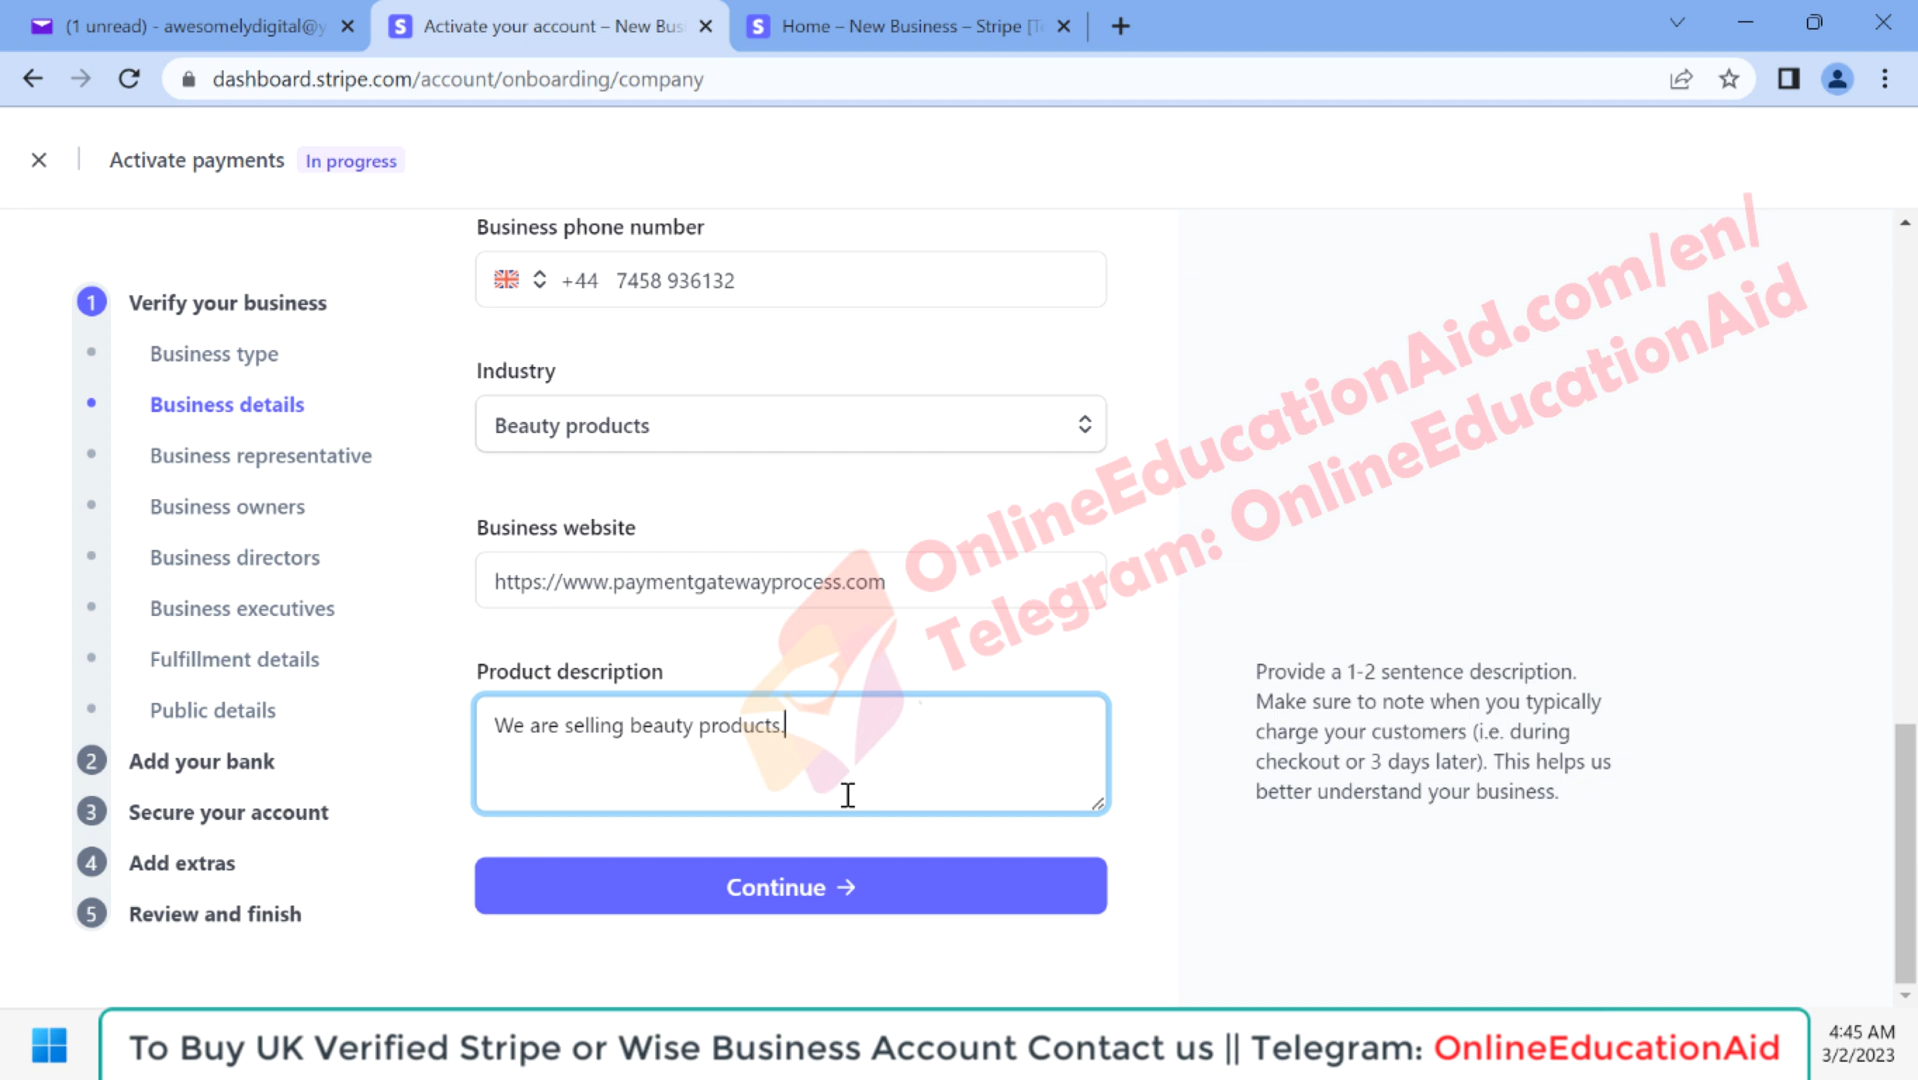 (1 unread) - awesomelydigital@y
Activate your account – New Bus
Home – New Business – Stripe [Te
dashboard.stripe.com/account/onboarding/company
Activate payments In progress
Business phone number
+44 7458 936132
1 Verify your business
Business type
Business details
Business representative
Business owners
Business directors
Business executives
Fulfillment details
Public details
2 Add your bank
3 Secure your account
4 Add extras
5 Review and finish
Industry
Beauty products
Business website
https://www.paymentgatewayprocess.com
Product description
We are selling beauty products.
Continue →
Provide a 1-2 sentence description.
Make sure to note when you typically
charge your customers (i.e. during
checkout or 3 days later). This helps us
better understand your business.
OnlineEducationAid.com/en/
Telegram: OnlineEducationAid
To Buy UK Verified Stripe or Wise Business Account Contact us || Telegram: OnlineEducationAid
4:45 AM
3/2/2023